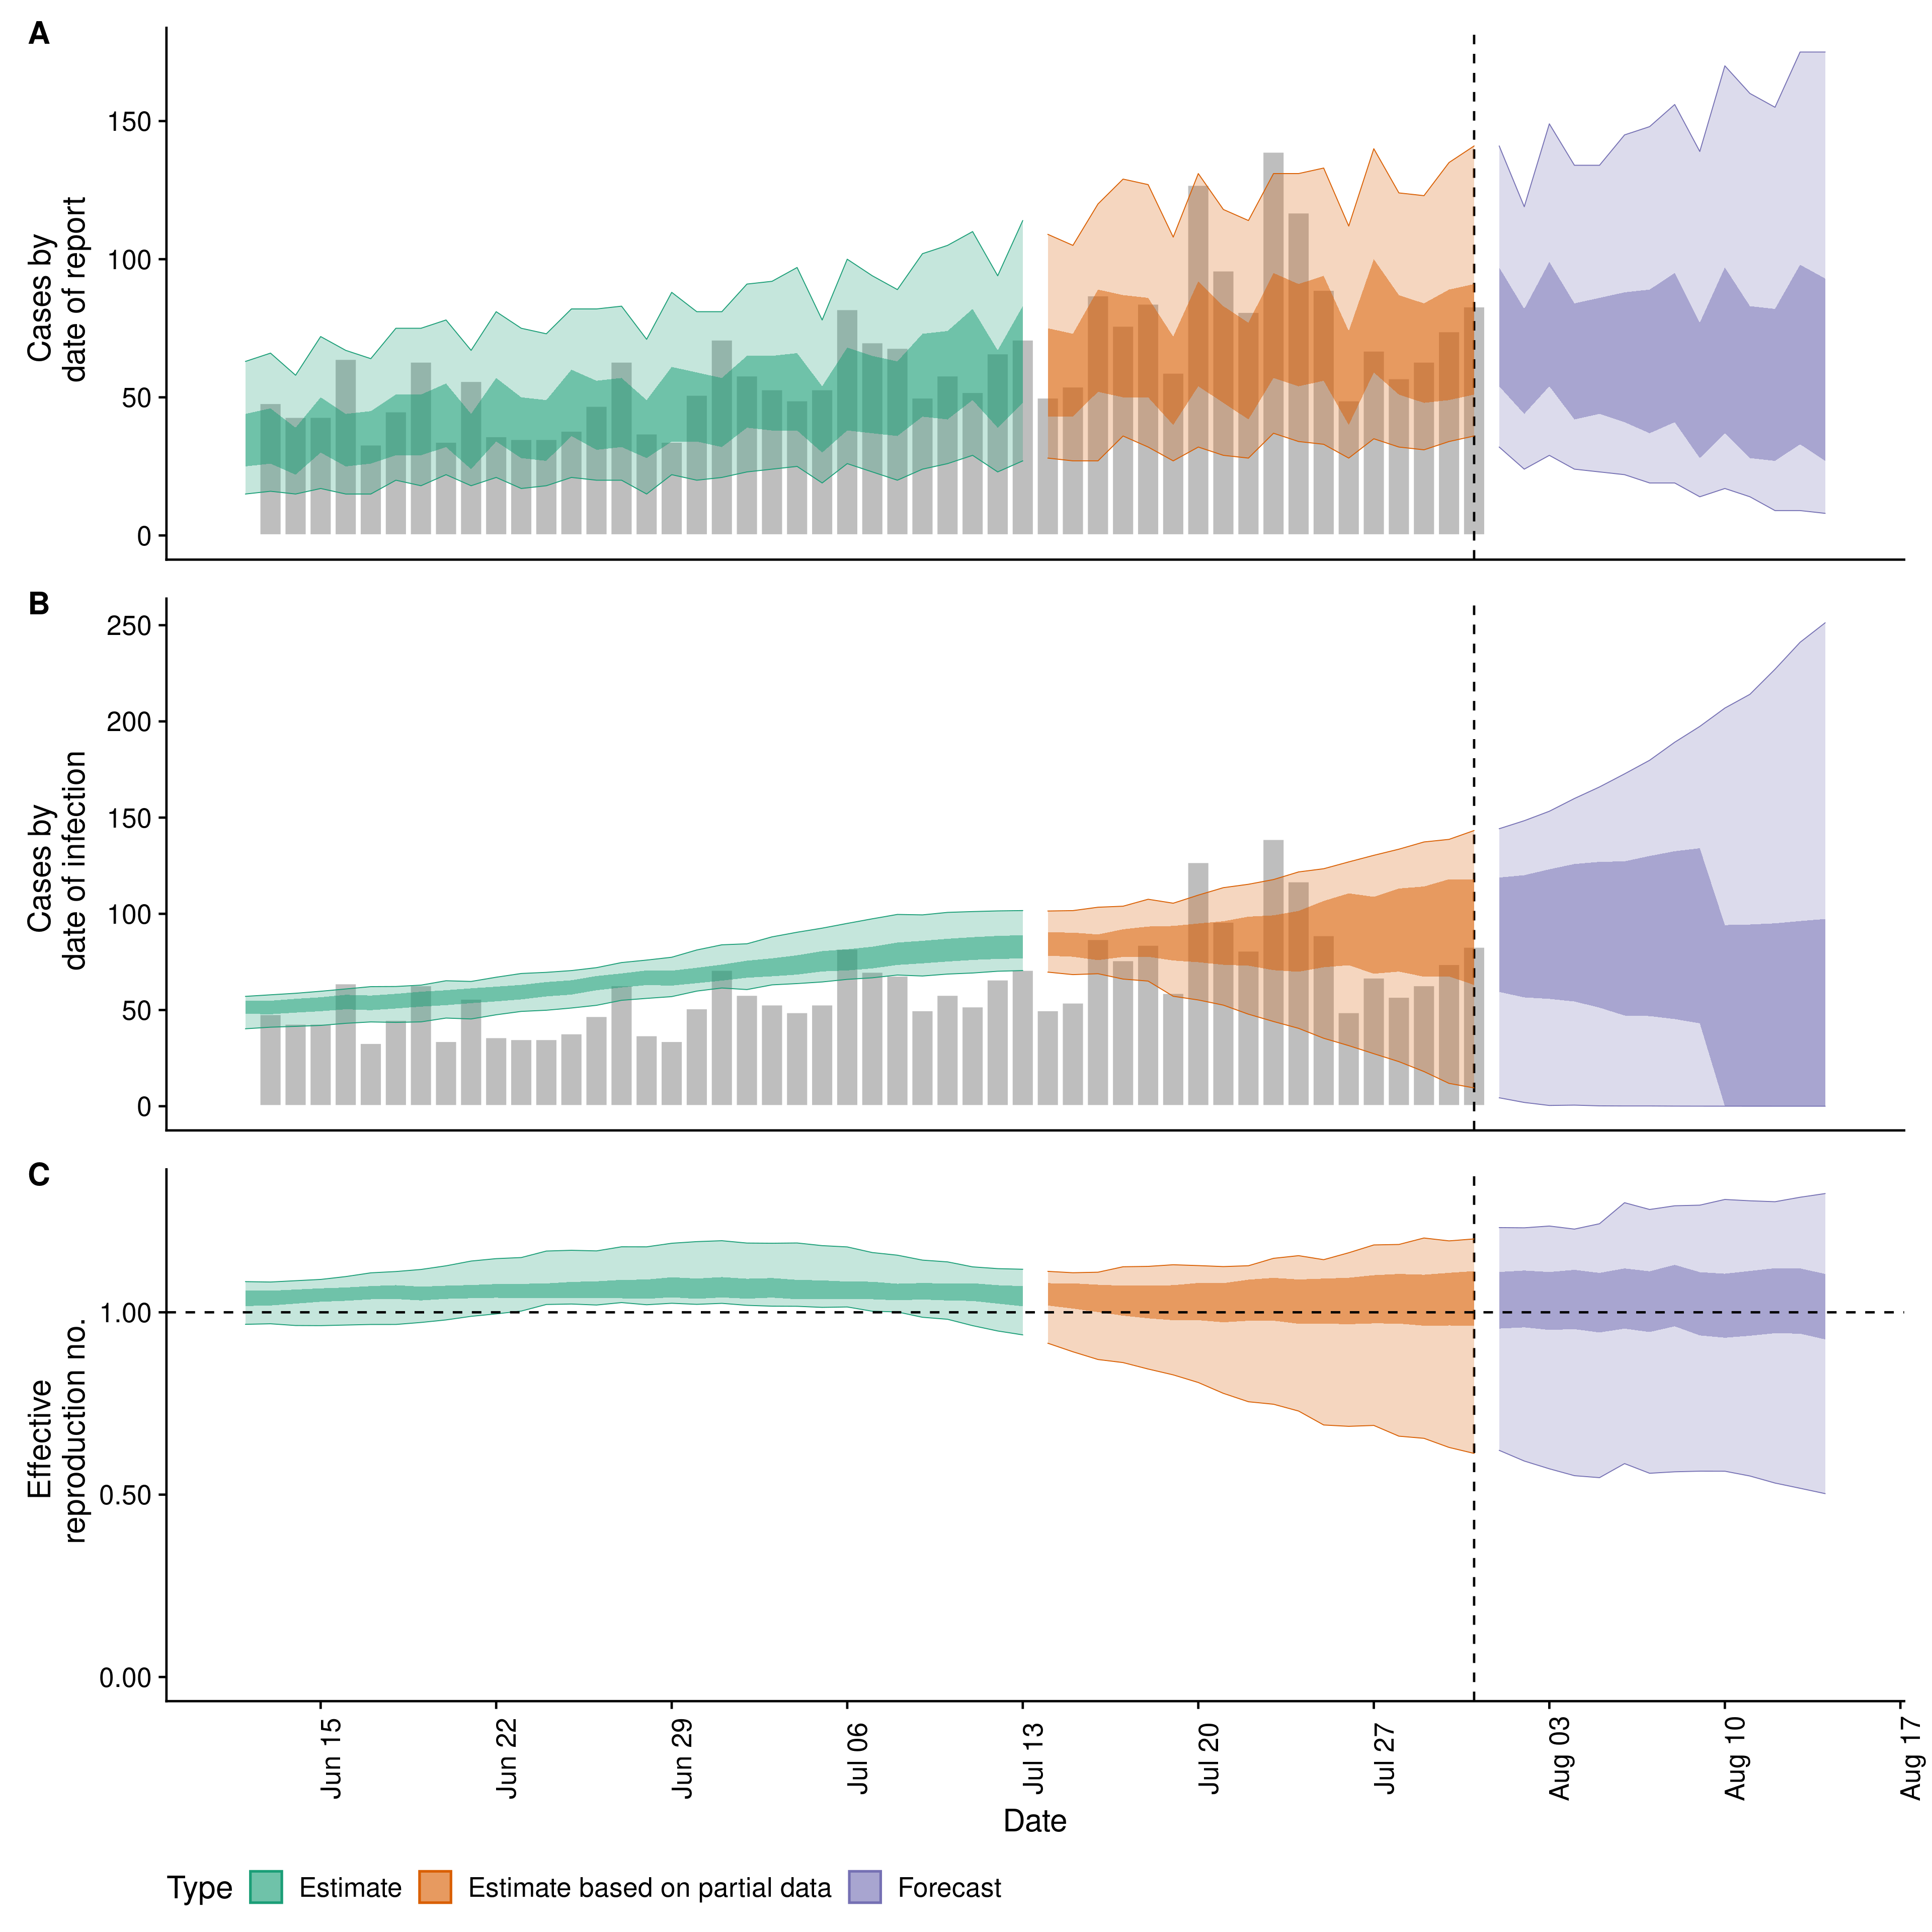 A
Cases by
date of report
150
100
50
0
B
Cases by
date of infection
250
200
150
100
50
0
C
Effective
reproduction no.
1.00
0.50
0.00
Jun 15
Jun 22
Jun 29
Jul 06
Jul 13
Jul 20
Jul 27
Aug 03
Aug 10
Aug 17
Date
Type Estimate Estimate based on partial data Forecast